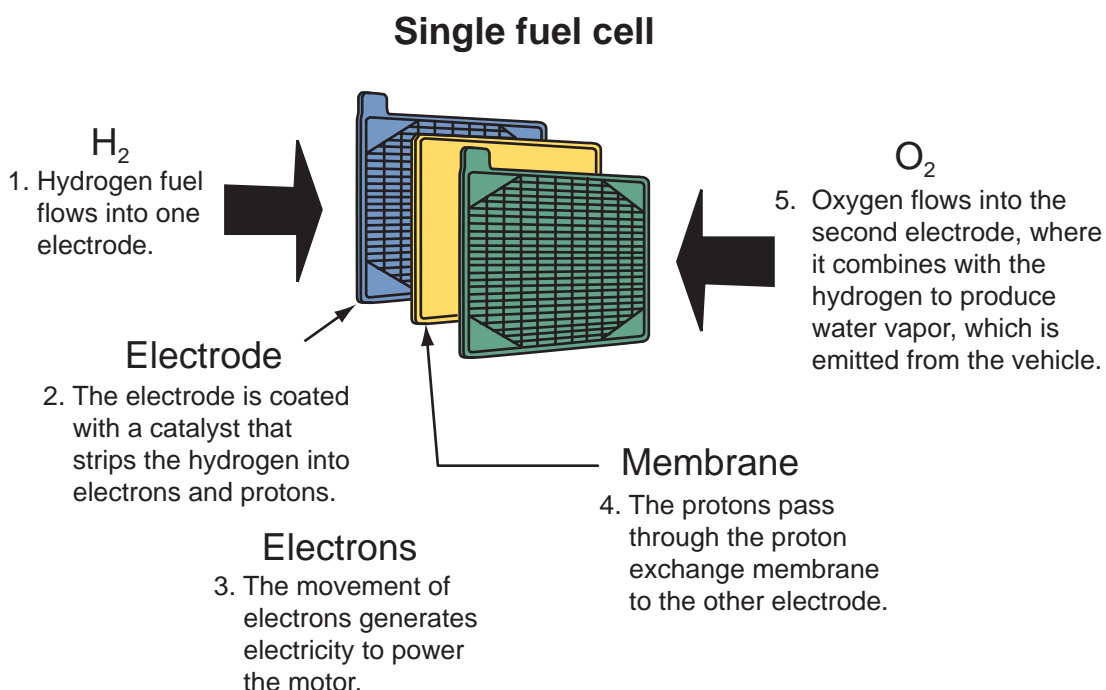 Single fuel cell
H2
1. Hydrogen fuel
flows into one
electrode.
Electrode
2. The electrode is coated
with a catalyst that
strips the hydrogen into
electrons and protons.
Electrons
3. The movement of
electrons generates
electricity to power
the motor.
Membrane
4. The protons pass
through the proton
exchange membrane
to the other electrode.
O2
5. Oxygen flows into the
second electrode, where
it combines with the
hydrogen to produce
water vapor, which is
emitted from the vehicle.